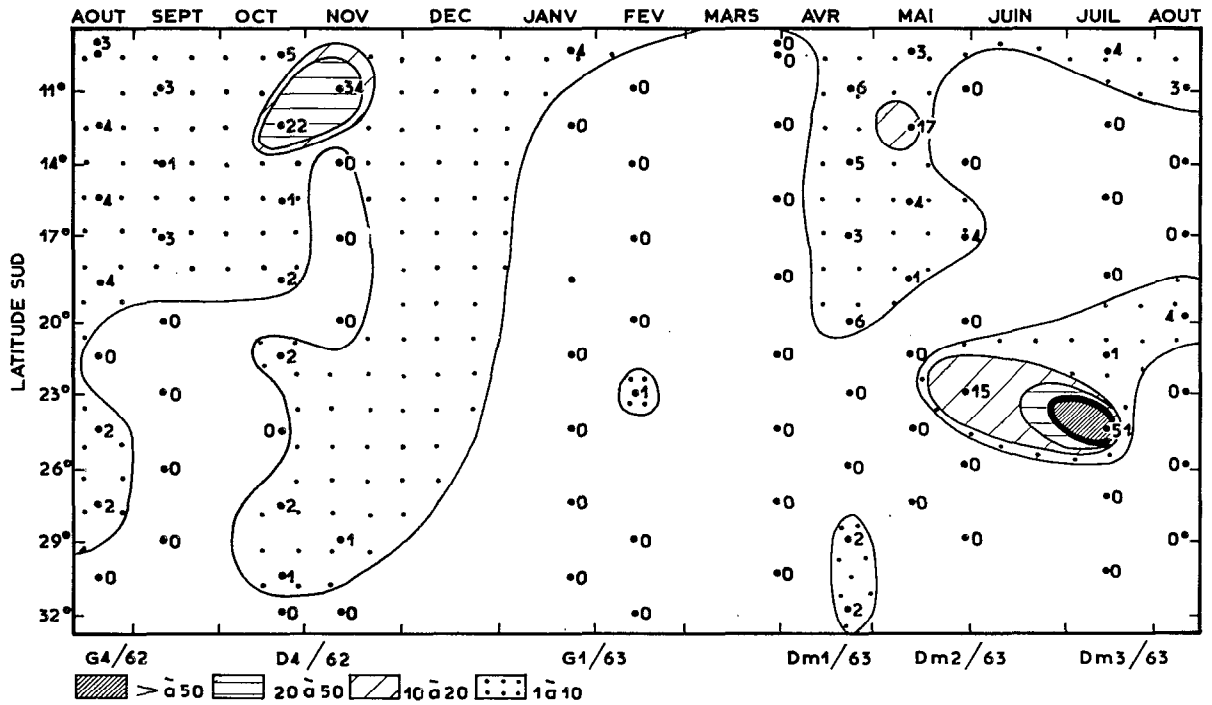 AOUT SEPT OCT NOV DEC JANV FEV MARS AVR MAI JUIN JUIL AOUT
3 5 4 0 0 3 4
11° 3 34 0 6 0 3
4 22 0 0 17 0
14° 1 0 0 5 0 0
4 1 0 4 0
17° 3 0 0 3 4 0
4 2 0 1 0
20° 0 0 0 6 0 4
0 2 0 0 0 1
23° 0 1 0 15 0
2 0 0 0 0 51
26° 0 0 0 0
2 2 0 0 0 0
29° 0 1 0 2 0 0
0 1 0 0 0
32° 0 0 0 2
LATITUDE SUD
G4/62 D4/62 G1/63 Dm1/63 Dm2/63 Dm3/63
> à 50 20 à 50 10 à 20 1 à 10